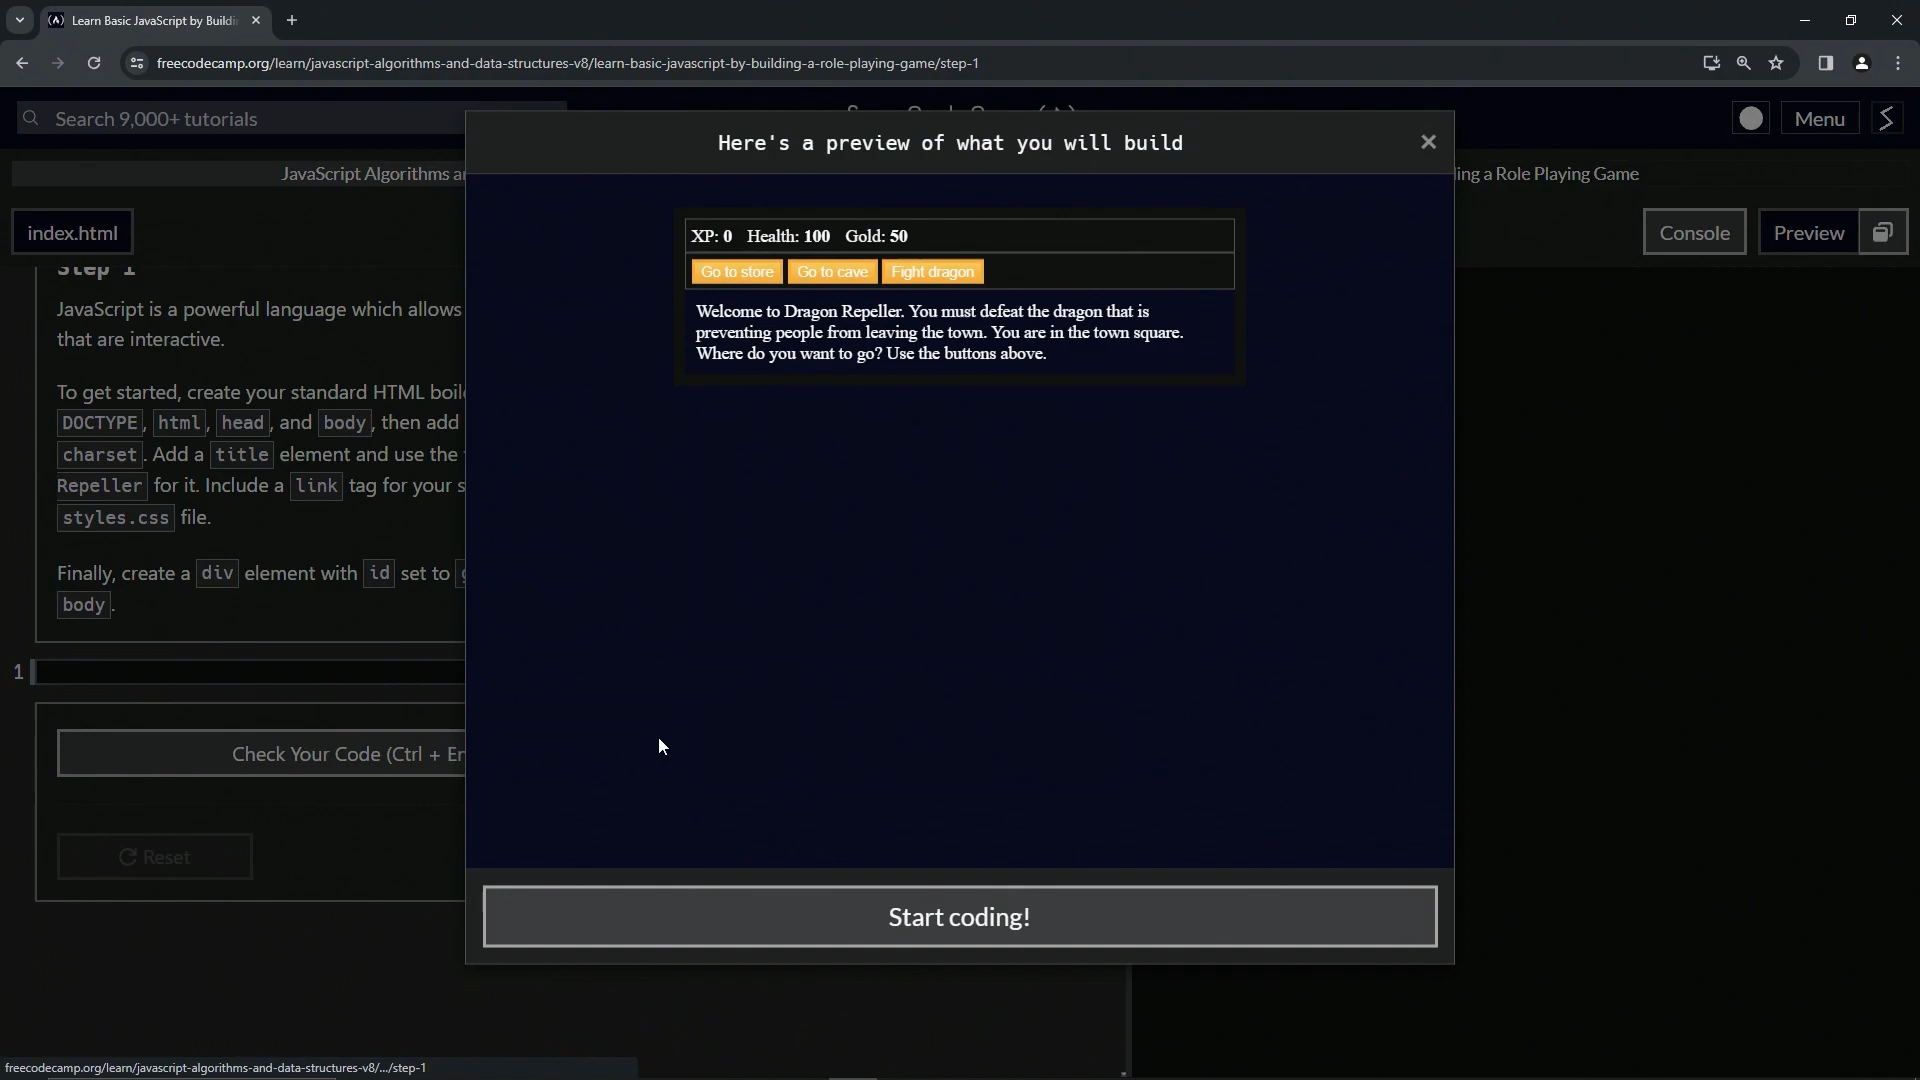 Learn Basic JavaScript by Buildi
freecodecamp.org/learn/javascript-algorithms-and-data-structures-v8/learn-basic-javascript-by-building-a-role-playing-game/step-1
Search 9,000+ tutorials
Menu
Here's a preview of what you will build
JavaScript Algorithms a
ing a Role Playing Game
index.html
Console
Preview
XP: 0 Health: 100 Gold: 50
Go to store Go to cave Fight dragon
Welcome to Dragon Repeller. You must defeat the dragon that is
preventing people from leaving the town. You are in the town square.
Where do you want to go? Use the buttons above.
Step 1
JavaScript is a powerful language which allows
that are interactive.
To get started, create your standard HTML boil
DOCTYPE, html, head, and body, then add
charset. Add a title element and use the
Repeller for it. Include a link tag for your s
styles.css file.
Finally, create a div element with id set to g
body.
1
Check Your Code (Ctrl + En
Reset
Start coding!
freecodecamp.org/learn/javascript-algorithms-and-data-structures-v8/.../step-1